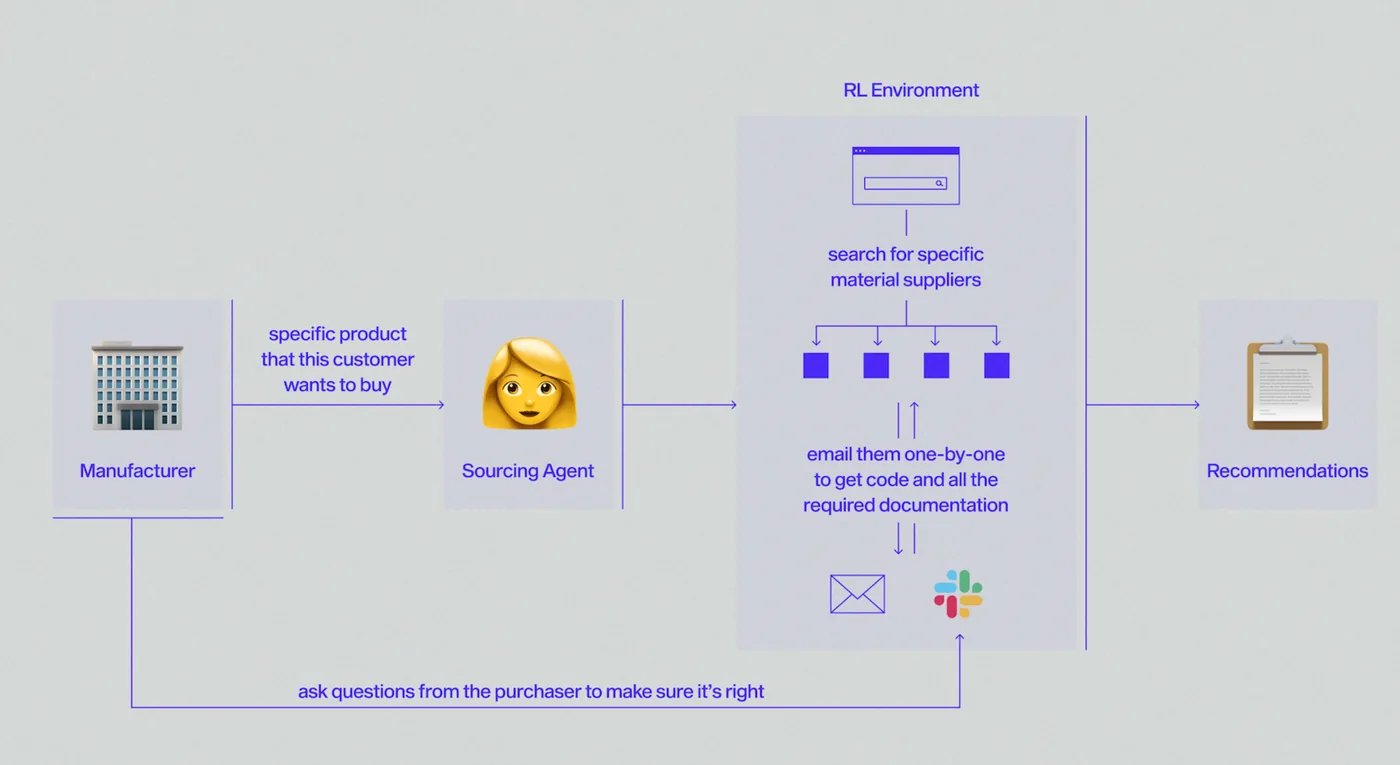 RL Environment
search for specific
material suppliers
specific product
that this customer
wants to buy
Manufacturer
Sourcing Agent
email them one-by-one
to get code and all the
required documentation
Recommendations
ask questions from the purchaser to make sure it’s right